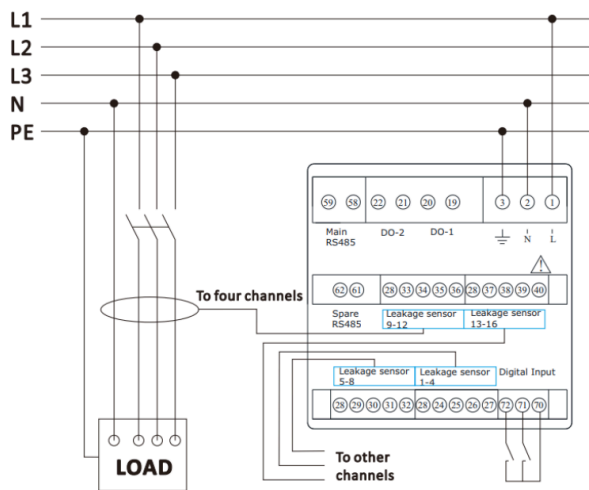 L1
L2
L3
N
PE
59 58 22 21 20 19 3 2 1
Main
RS485
DO-2
DO-1
N
L
62 61 28 33 34 35 36 28 37 38 39 40
To four channels
Spare
RS485
Leakage sensor
9-12
Leakage sensor
13-16
Leakage sensor
5-8
Leakage sensor
1-4
Digital Input
28 29 30 31 32 28 24 25 26 27 72 71 70
LOAD
To other
channels